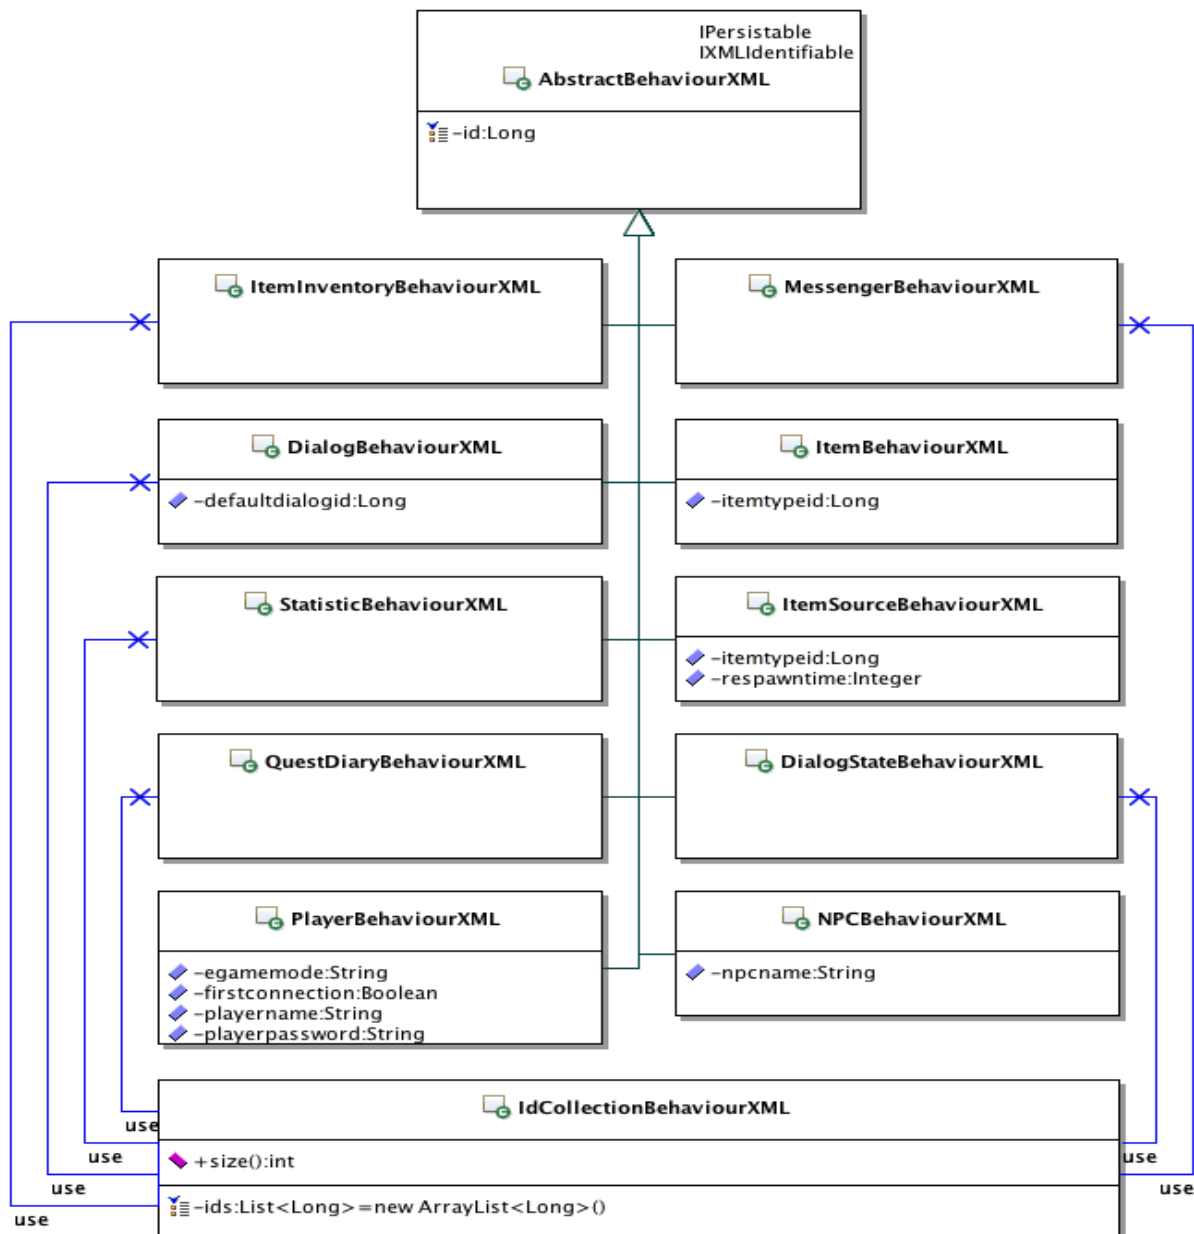 IPersistable
IXMLIdentifiable
AbstractBehaviourXML
-id:Long
ItemInventoryBehaviourXML
MessengerBehaviourXML
DialogBehaviourXML
-defaultdialogid:Long
ItemBehaviourXML
-itemtypeid:Long
StatisticBehaviourXML
ItemSourceBehaviourXML
-itemtypeid:Long
-respawntime:Integer
QuestDiaryBehaviourXML
DialogStateBehaviourXML
PlayerBehaviourXML
-egamemode:String
-firstconnection:Boolean
-playername:String
-playerpassword:String
NPCBehaviourXML
-npcname:String
IdCollectionBehaviourXML
+size():int
-ids:List<Long>=new ArrayList<Long>()
use
use
use
use
use
use